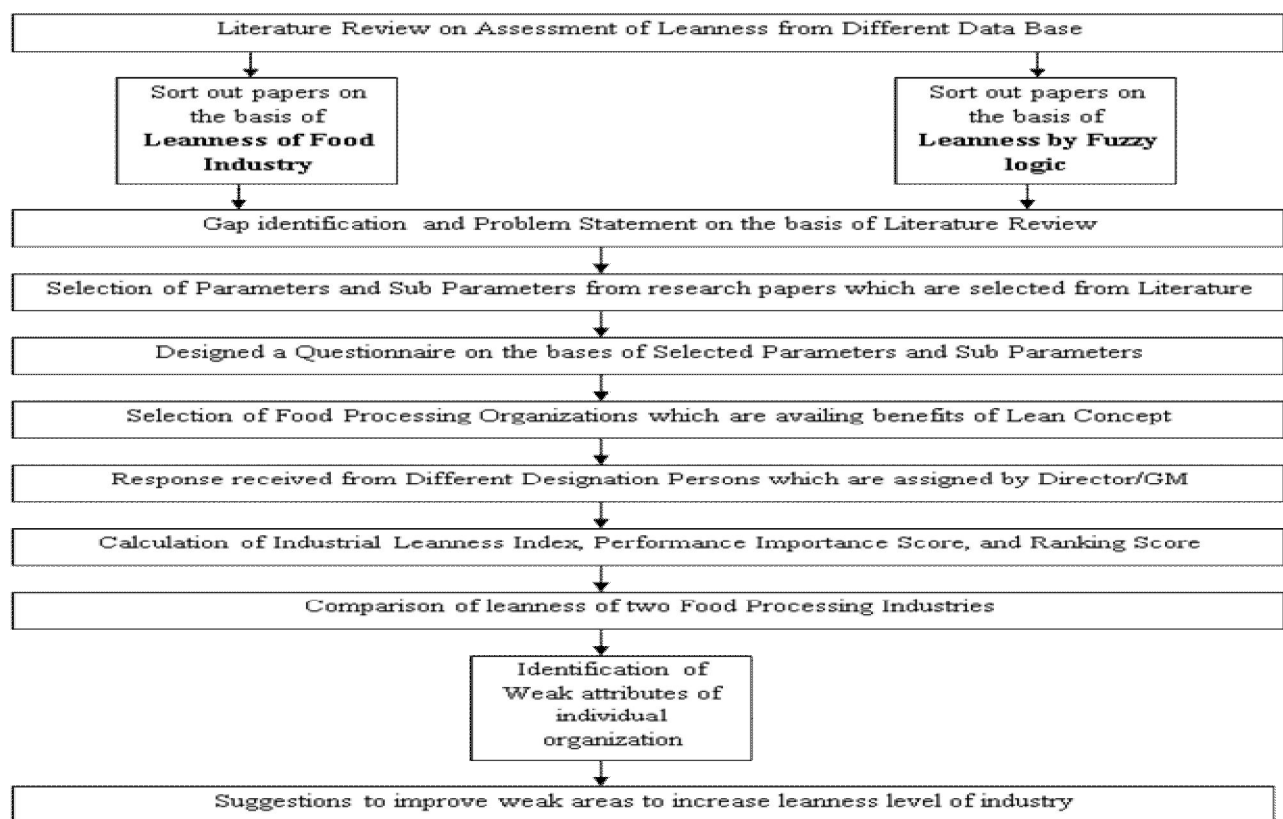 Literature Review on Assessment of Leanness from Different Data Base
Sort out papers on
the basis of
Leanness of Food
Industry
Sort out papers on
the basis of
Leanness by Fuzzy
logic
Gap identification and Problem Statement on the basis of Literature Review
Selection of Parameters and Sub Parameters from research papers which are selected from Literature
Designed a Questionnaire on the bases of Selected Parameters and Sub Parameters
Selection of Food Processing Organizations which are availing benefits of Lean Concept
Response received from Different Designation Persons which are assigned by Director/GM
Calculation of Industrial Leanness Index, Performance Importance Score, and Ranking Score
Comparison of leanness of two Food Processing Industries
Identification of
Weak attributes of
individual
organization
Suggestions to improve weak areas to increase leanness level of industry